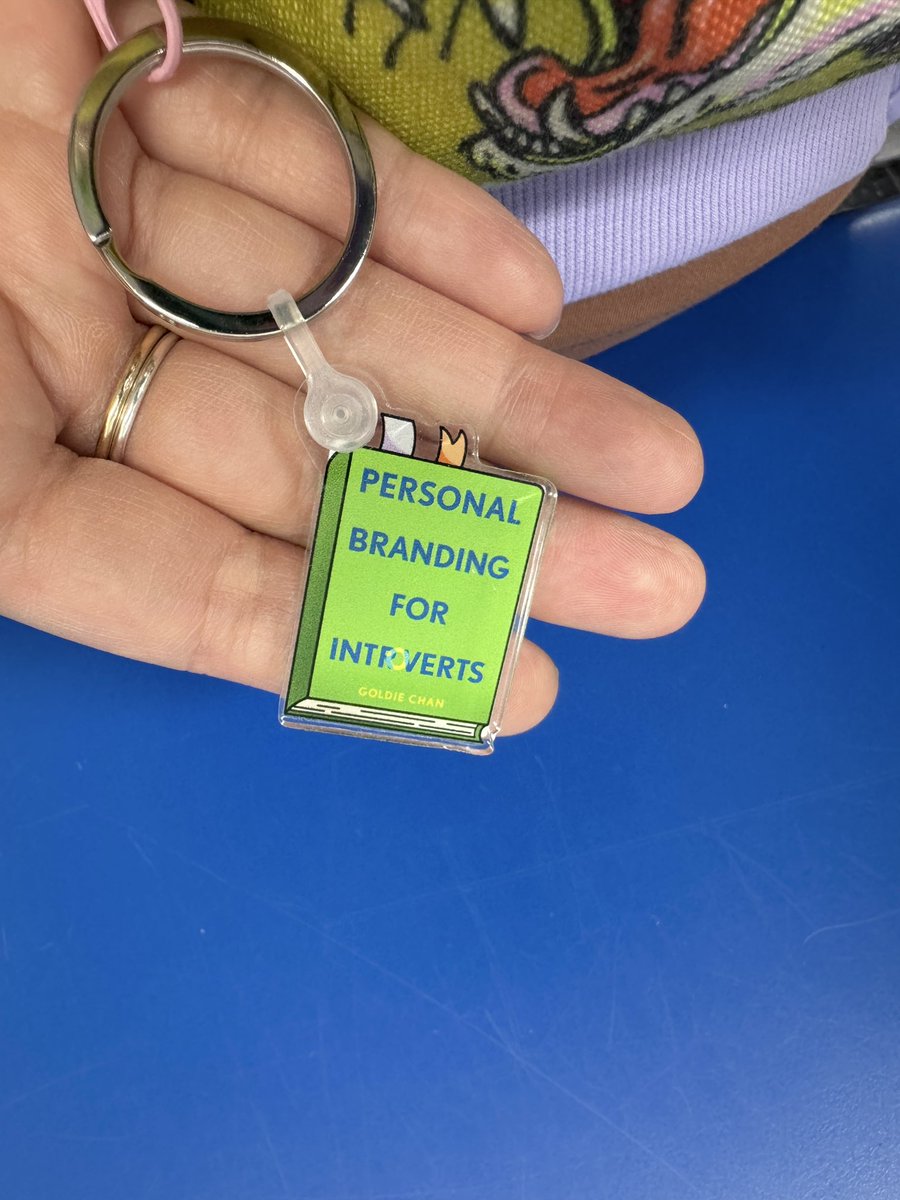 PERSONAL
BRANDING
FOR
INTROVERTS
GOLDIE CHAN